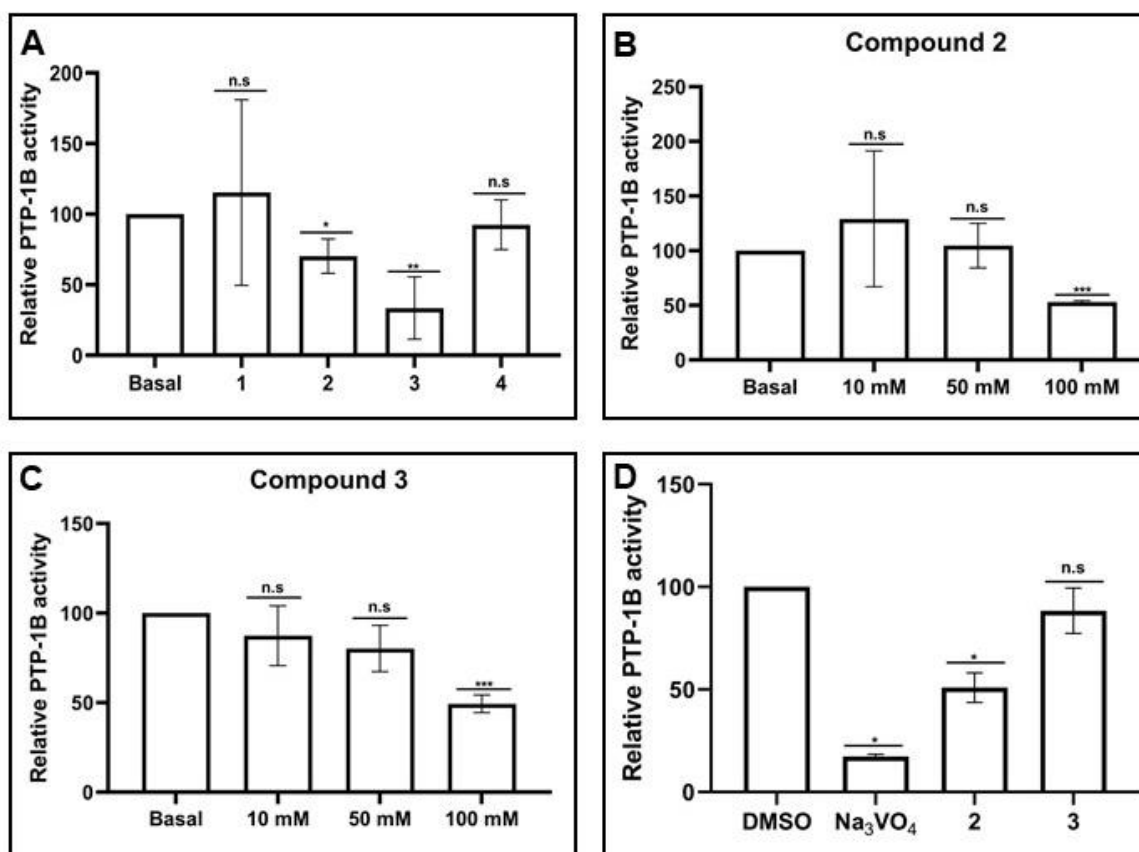 A
Relative PTP-1B activity
200
150
100
50
0
n.s
*
**
n.s
Basal 1 2 3 4
B
Compound 2
Relative PTP-1B activity
250
200
150
100
50
0
n.s
n.s
***
Basal 10 mM 50 mM 100 mM
C
Compound 3
Relative PTP-1B activity
150
100
50
0
n.s
n.s
***
Basal 10 mM 50 mM 100 mM
D
Relative PTP-1B activity
150
100
50
0
*
*
n.s
DMSO Na₃VO₄ 2 3